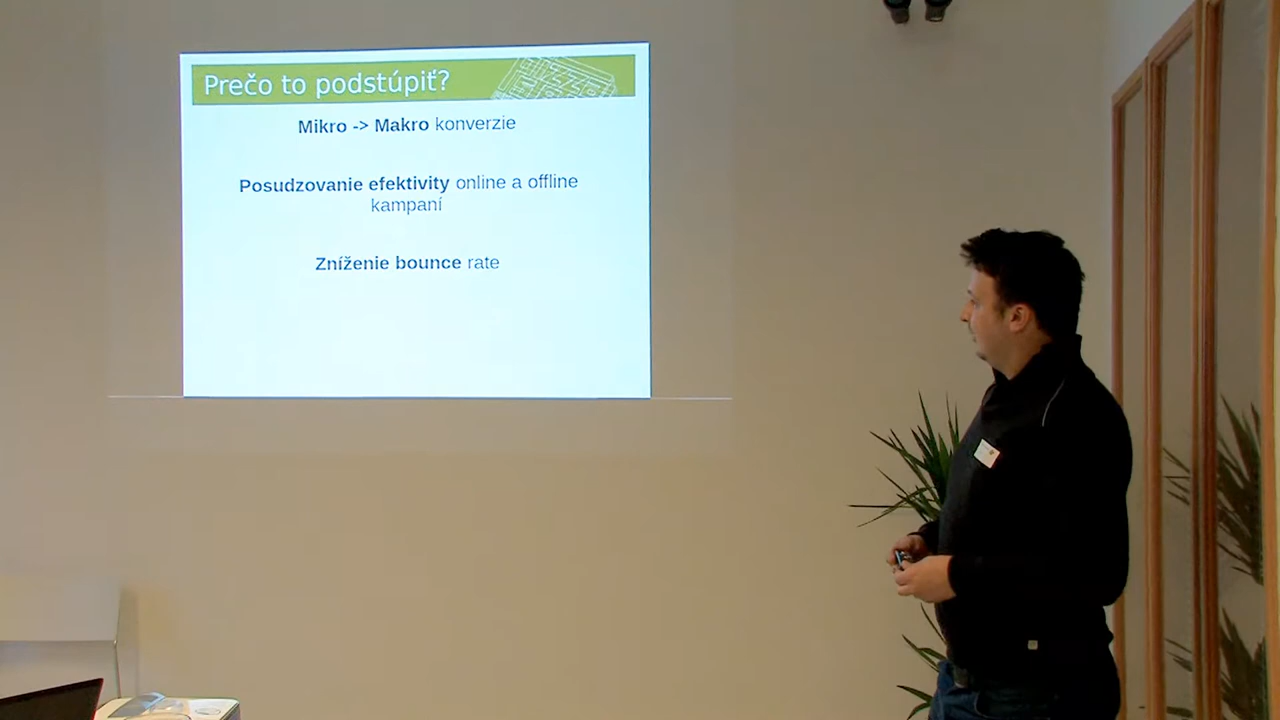 Prečo to podstúpiť?
Mikro -> Makro konverzie
Posudzovanie efektivity online a offline
kampaní
Zníženie bounce rate